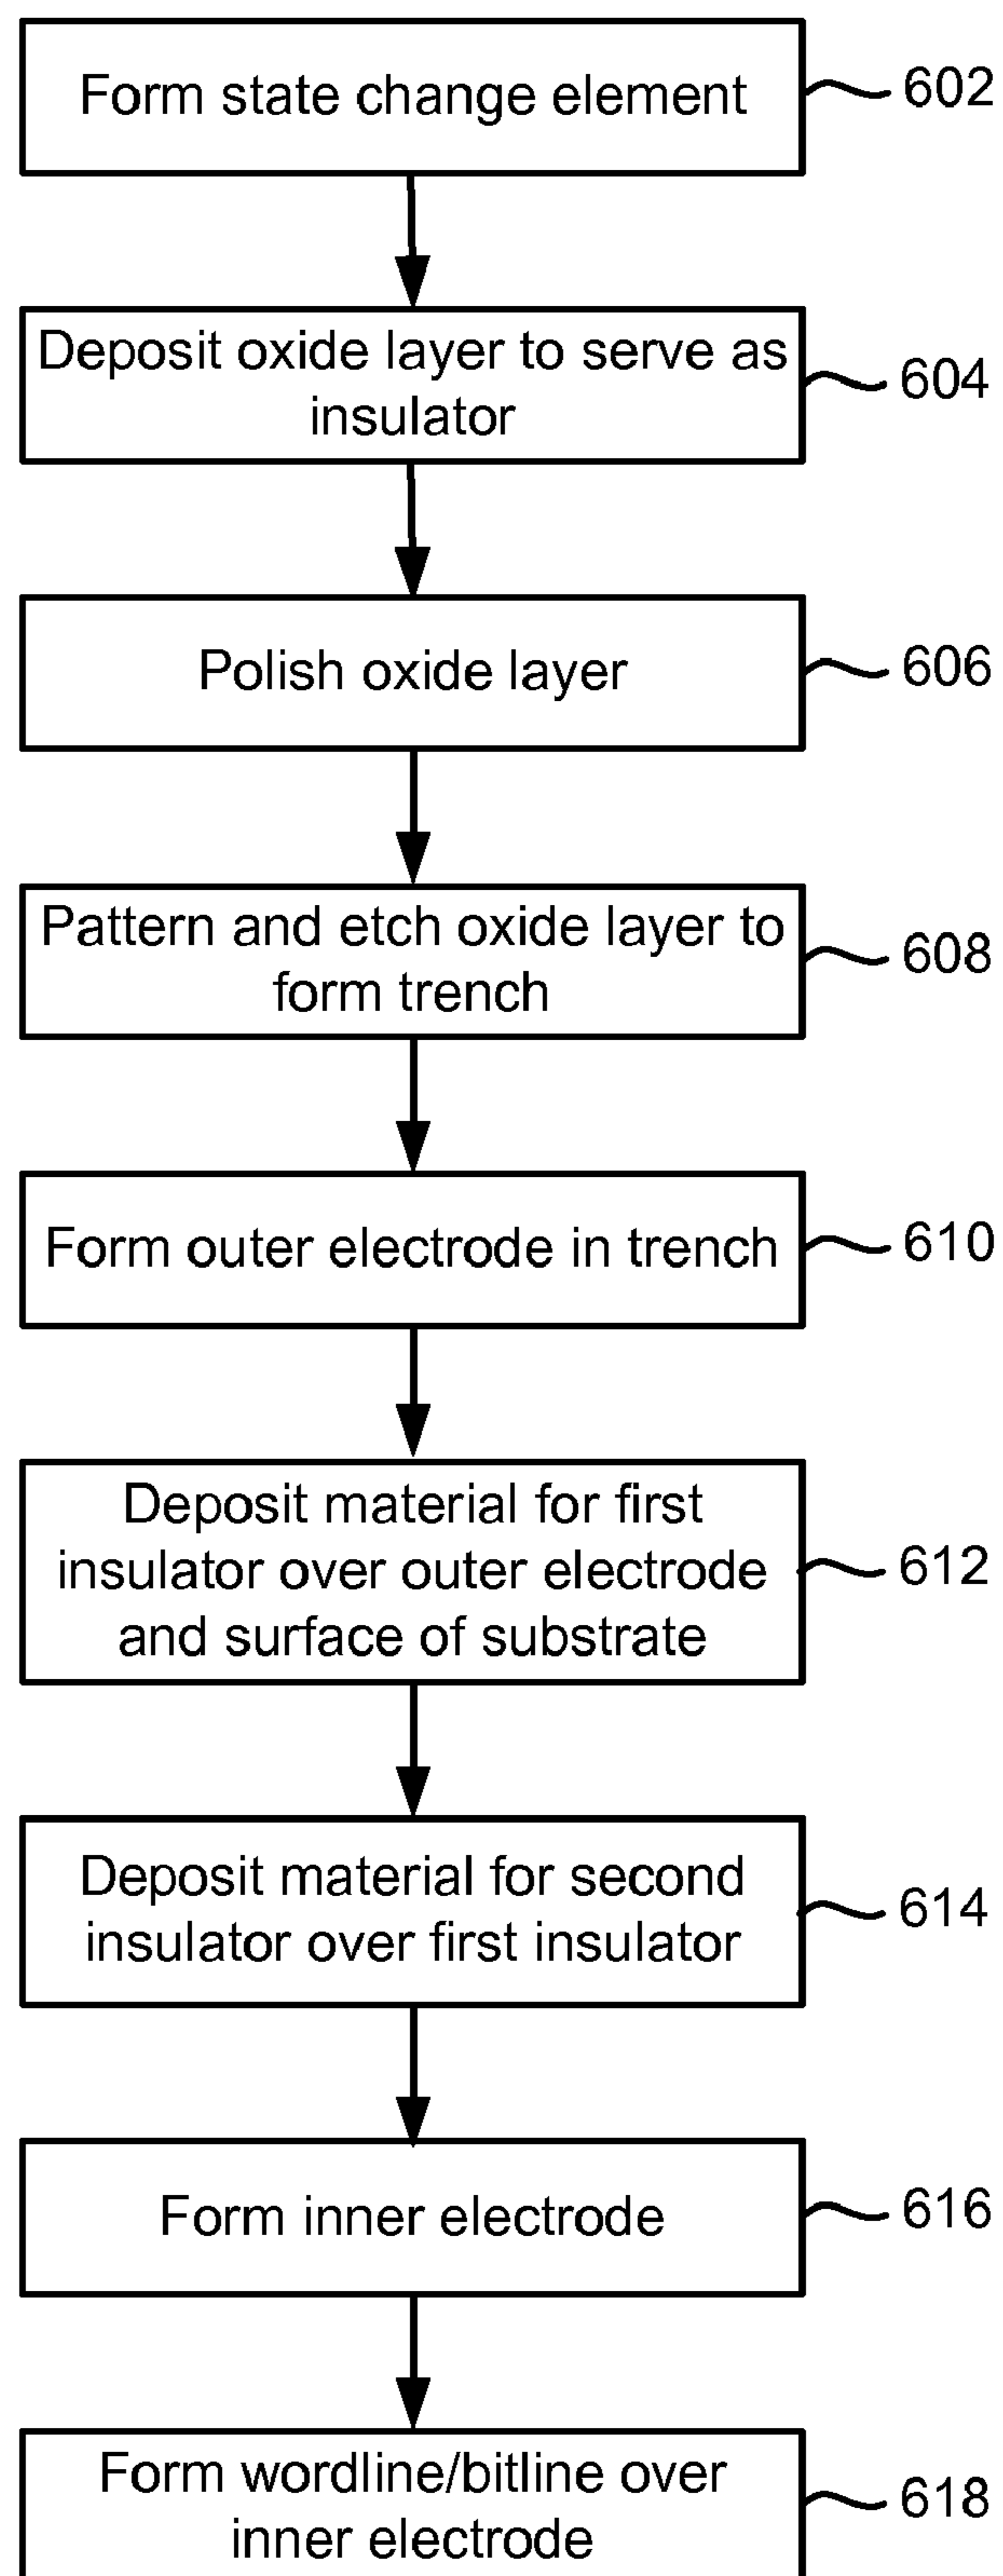 Form state change element
602
Deposit oxide layer to serve as
insulator
604
Polish oxide layer
606
Pattern and etch oxide layer to
form trench
608
Form outer electrode in trench
610
Deposit material for first
insulator over outer electrode
and surface of substrate
612
Deposit material for second
insulator over first insulator
614
Form inner electrode
616
Form wordline/bitline over
inner electrode
618